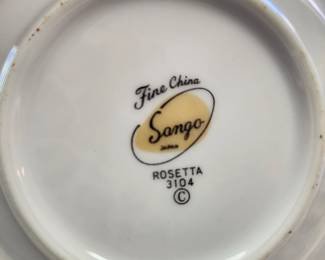 Fine China
Sango
JAPAN
ROSETTA
3104
©